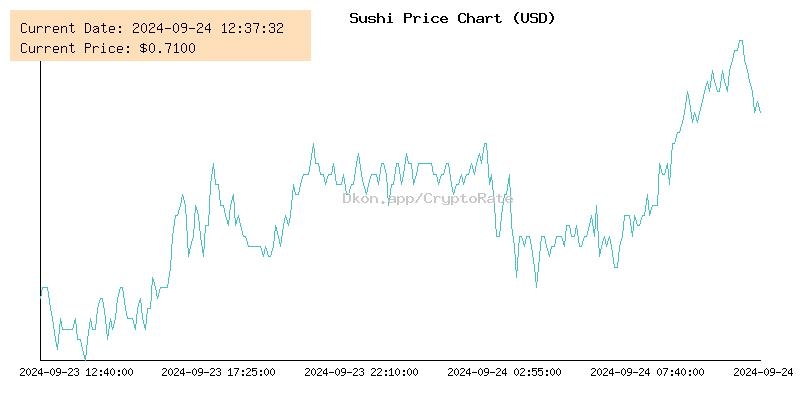 Sushi Price Chart (USD)
Current Date: 2024-09-24 12:37:32
Current Price: $0.7100
Dkon.app/CryptoRate
2024-09-23 12:40:00 2024-09-23 17:25:00 2024-09-23 22:10:00 2024-09-24 02:55:00 2024-09-24 07:40:00 2024-09-24